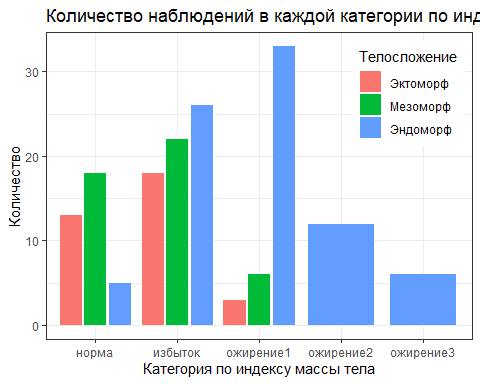 Количество наблюдений в каждой категории по инд
Телосложение
Эктоморф
Мезоморф
Эндоморф
Количество
30
20
10
0
норма избыток ожирение1 ожирение2 ожирение3
Категория по индексу массы тела